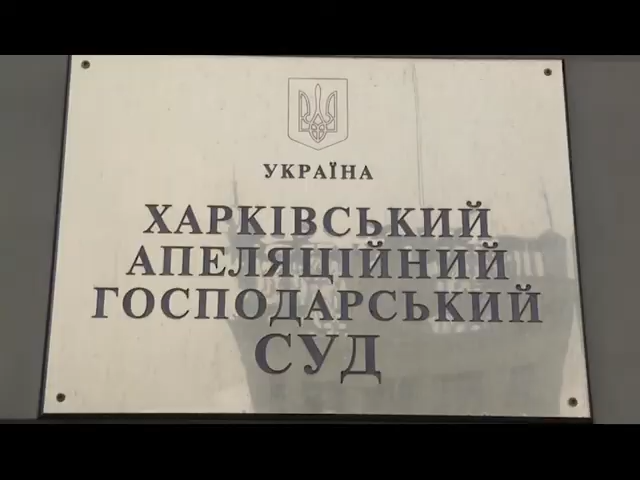 УКРАЇНА
ХАРКІВСЬКИЙ
АПЕЛЯЦІЙНИЙ
ГОСПОДАРСЬКИЙ
СУД